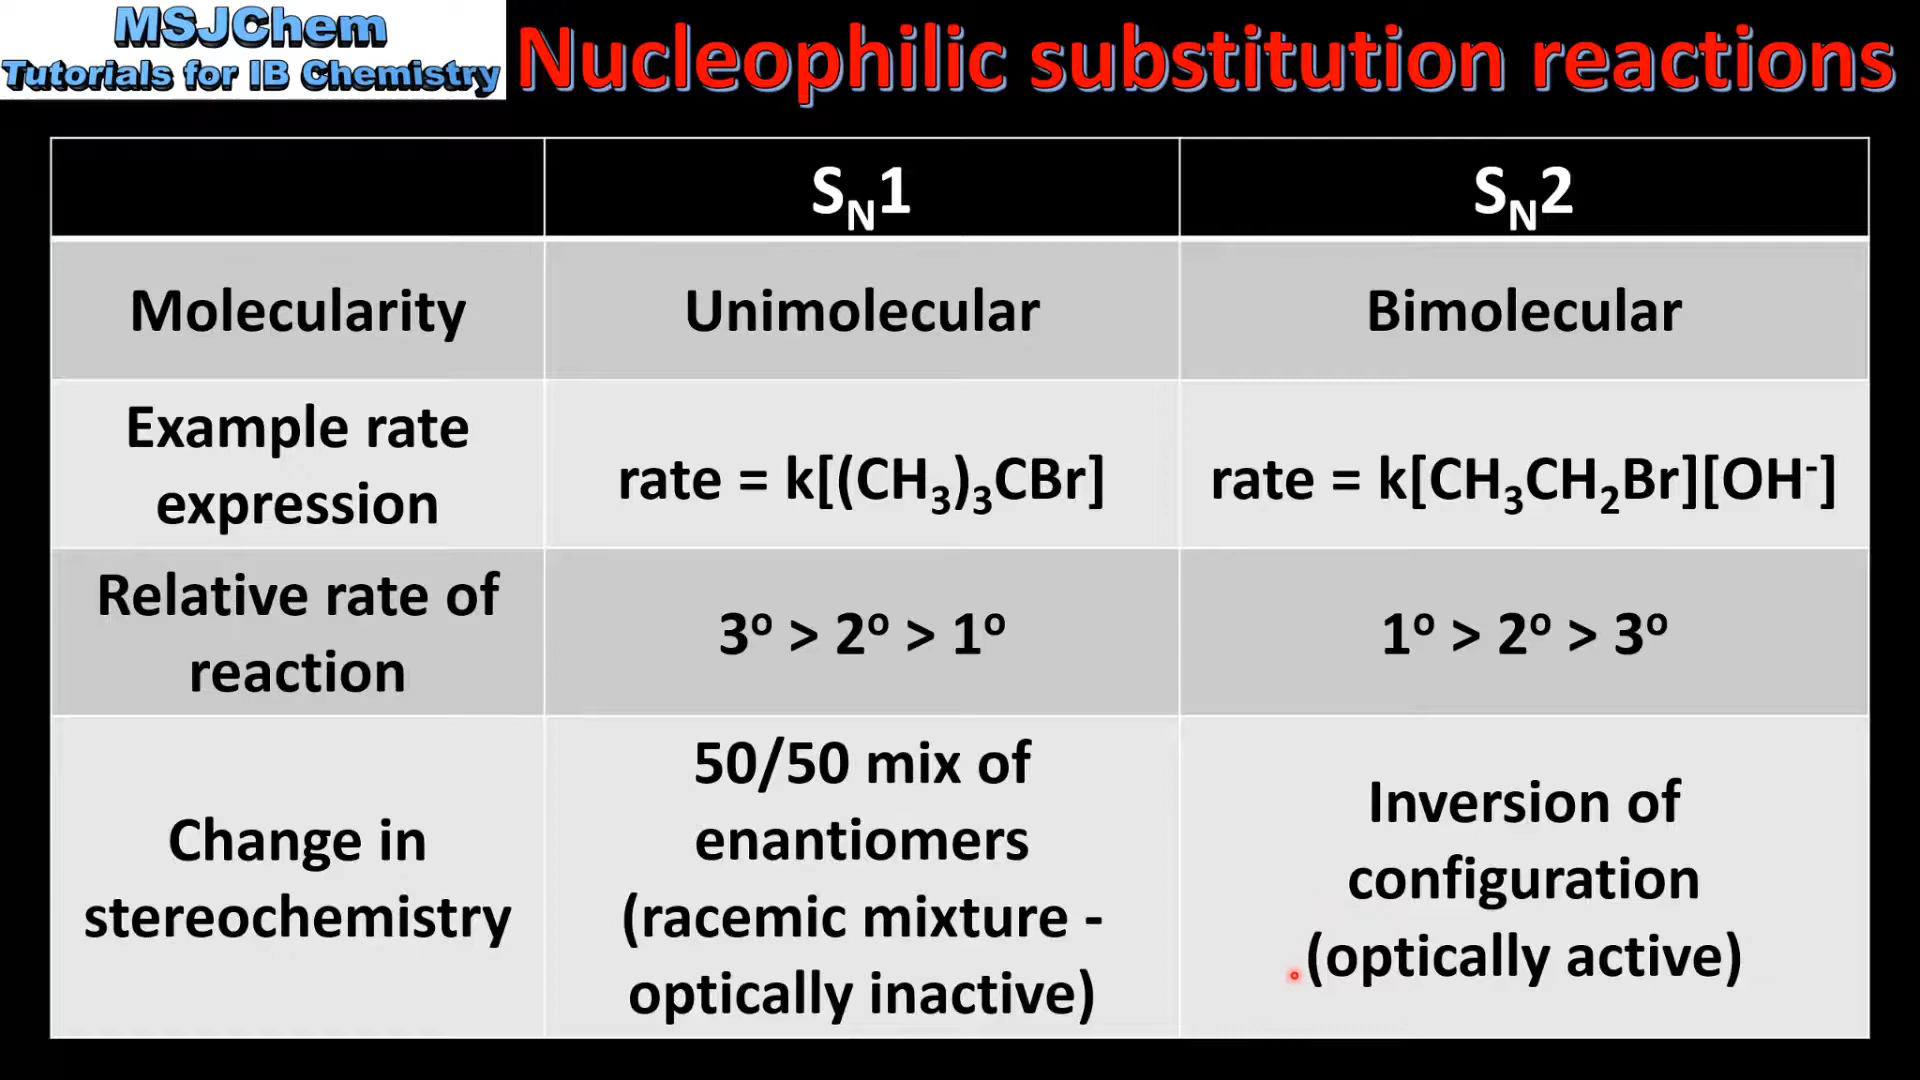 MSJChem
Tutorials for IB Chemistry
Nucleophilic substitution reactions
S_N1
S_N2
Molecularity
Unimolecular
Bimolecular
Example rate
expression
rate = k[(CH₃)₃CBr]
rate = k[CH₃CH₂Br][OH⁻]
Relative rate of
reaction
3º > 2º > 1º
1º > 2º > 3º
Change in
stereochemistry
50/50 mix of
enantiomers
(racemic mixture -
optically inactive)
Inversion of
configuration
(optically active)